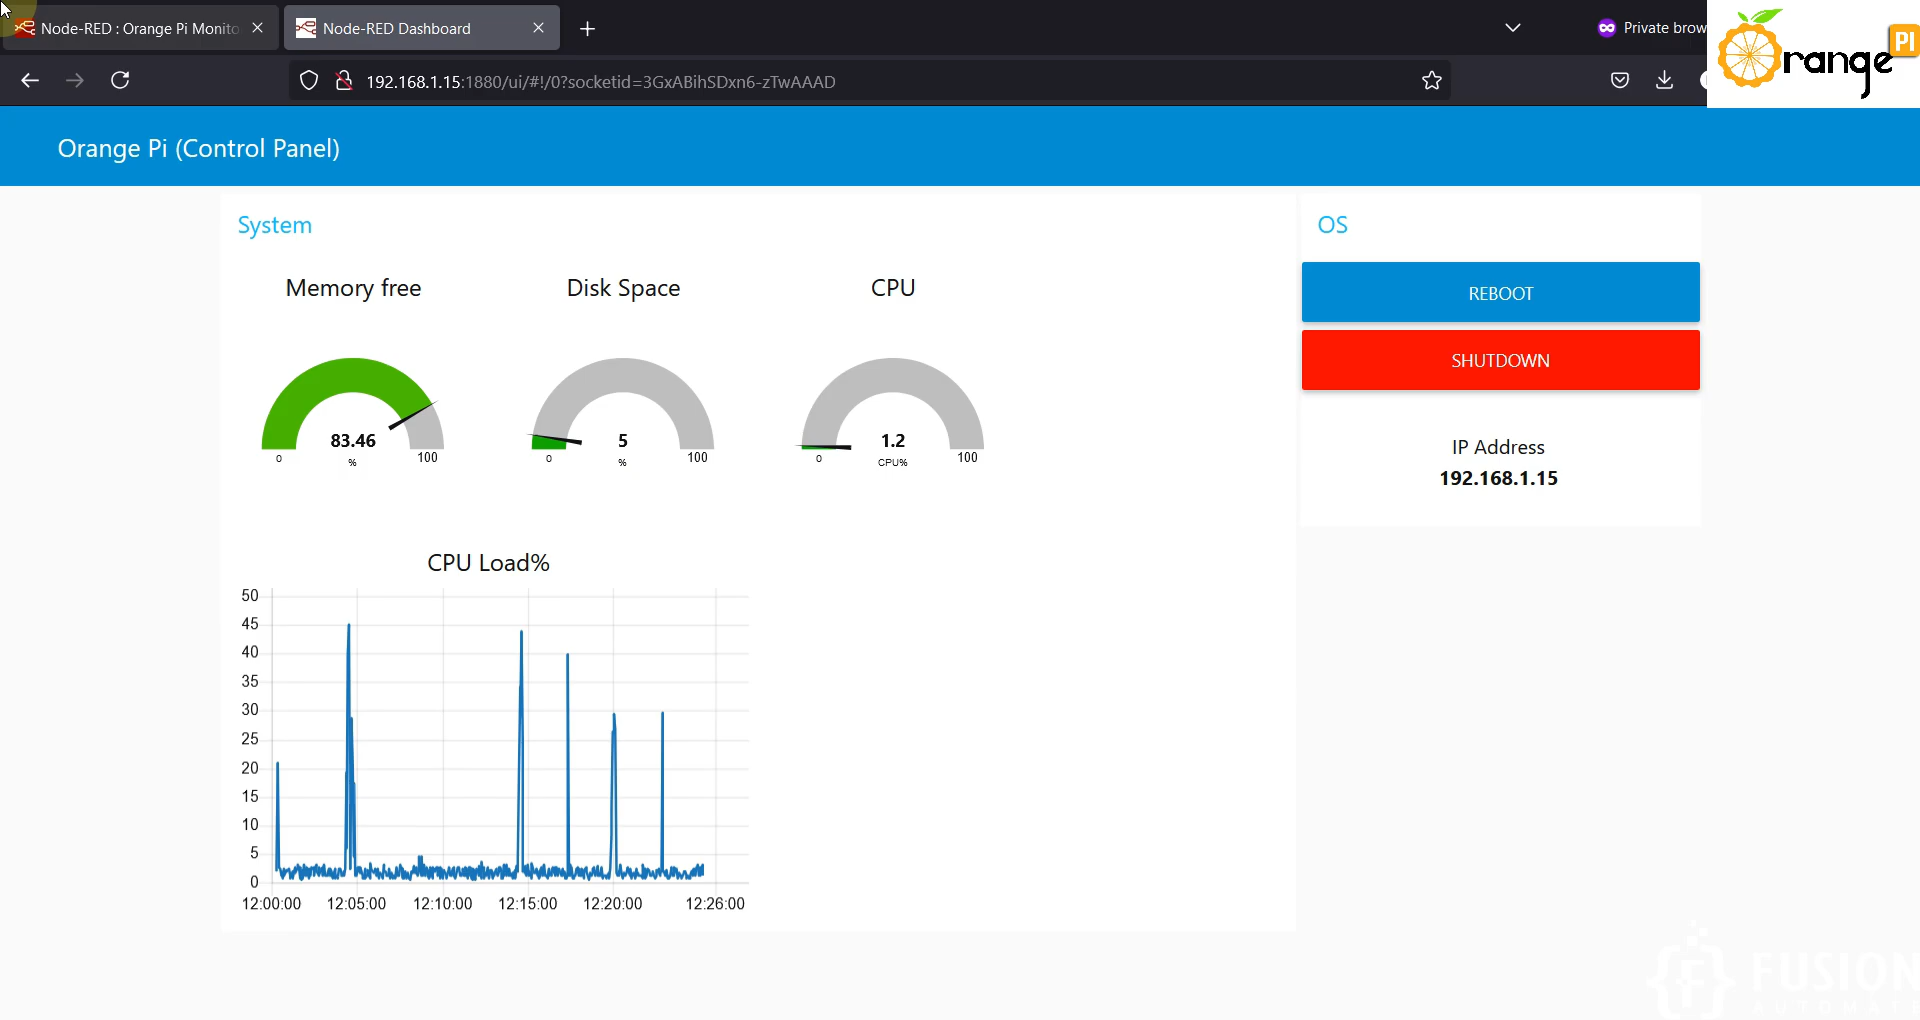 Node-RED : Orange Pi Monito
Node-RED Dashboard
Private brow
192.168.1.15:1880/ui/#!/0?socketid=3GxABihSDxn6-zTwAAAD
Orange PI
Orange Pi (Control Panel)
System
OS
Memory free
Disk Space
CPU
REBOOT
SHUTDOWN
83.46
0
%
100
5
0
%
100
1.2
0
CPU%
100
IP Address
192.168.1.15
CPU Load%
50
45
40
35
30
25
20
15
10
5
0
12:00:00 12:05:00 12:10:00 12:15:00 12:20:00 12:26:00
{F} FUSION
AUTOMATE